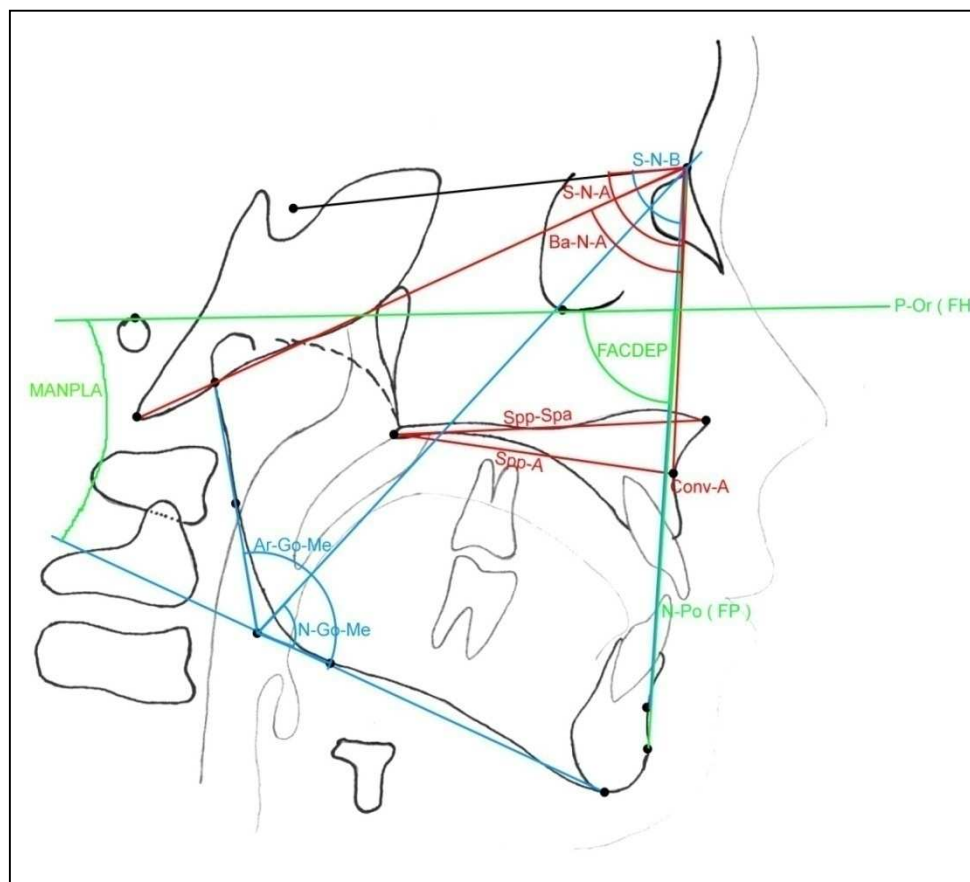 S-N-B
S-N-A
Ba-N-A
P-Or ( FH
FACDEP
MANPLA
Spp-Spa
Spp-A
Conv-A
Ar-Go-Me
N-Go-Me
N-Po ( FP )